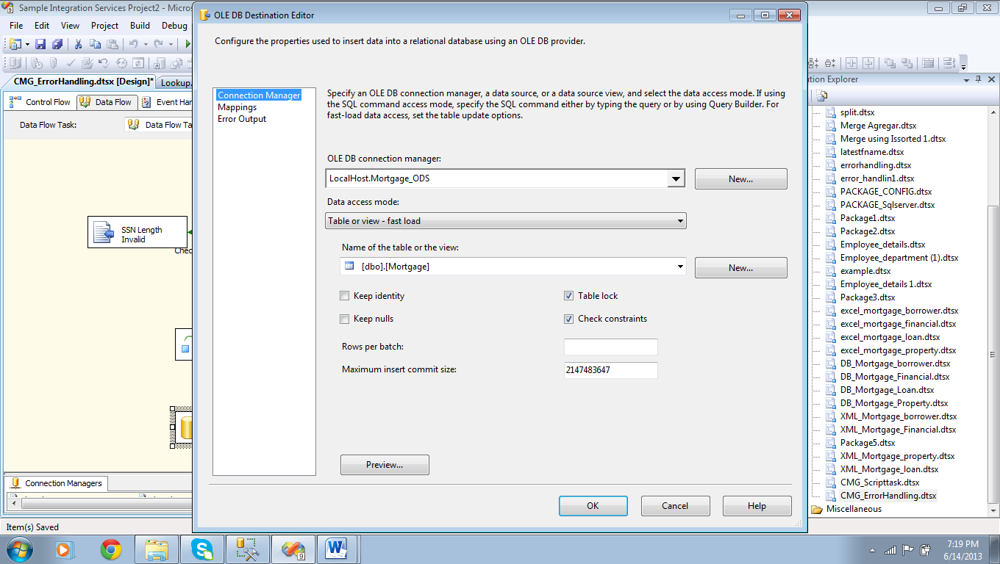 Sample Integration Services Project2 - Micros
File Edit View Project Build Debug
CMG_ErrorHandling.dtsx [Design]* Lookup.
Control Flow Data Flow Event Han
Data Flow Task: Data Flow Ta
SSN Length
Invalid
Chec
Connection Managers
Item(s) Saved
OLE DB Destination Editor
Configure the properties used to insert data into a relational database using an OLE DB provider.
Connection Manager
Mappings
Error Output
Specify an OLE DB connection manager, a data source, or a data source view, and select the data access mode. If using
the SQL command access mode, specify the SQL command either by typing the query or by using Query Builder. For
fast-load data access, set the table update options.
OLE DB connection manager:
LocalHost.Mortgage_ODS New...
Data access mode:
Table or view - fast load
Name of the table or the view:
[dbo].[Mortgage] New...
Keep identity Table lock
Keep nulls Check constraints
Rows per batch:
Maximum insert commit size: 2147483647
Preview...
OK Cancel Help
ution Explorer
split.dtsx
Merge Agregar.dtsx
Merge using Issorted 1.dtsx
latestfname.dtsx
errorhandling.dtsx
error_handlin1.dtsx
PACKAGE_CONFIG.dtsx
PACKAGE_Sqlserver.dtsx
Package1.dtsx
Package2.dtsx
Employee_details.dtsx
Employee_department (1).dtsx
example.dtsx
Employee_details 1.dtsx
Package3.dtsx
excel_mortgage_borrower.dtsx
excel_mortgage_financial.dtsx
excel_mortgage_loan.dtsx
excel_mortgage_property.dtsx
DB_Mortgage_borrower.dtsx
DB_Mortgage_Financial.dtsx
DB_Mortgage_Loan.dtsx
DB_Mortgage_Property.dtsx
XML_Mortgage_borrower.dtsx
XML_Mortgage_Financial.dtsx
Package5.dtsx
XML_Mortgage_property.dtsx
XML_Mortgage_loan.dtsx
CMG_Scripttask.dtsx
CMG_ErrorHandling.dtsx
Miscellaneous
9
7:19 PM
6/14/2013